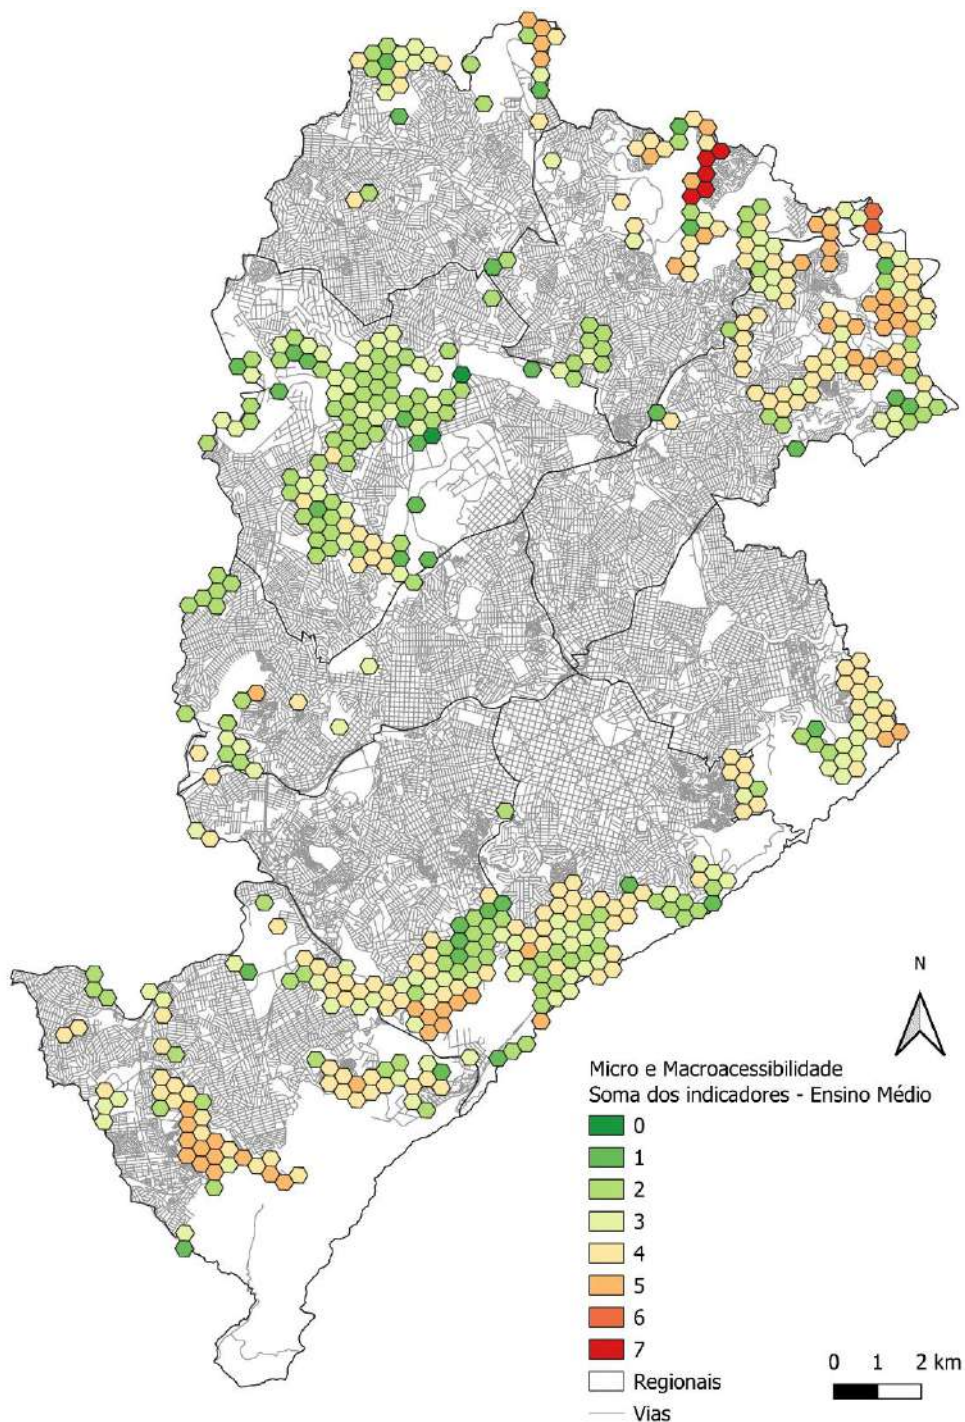 N
Micro e Macroacessibilidade
Soma dos indicadores - Ensino Médio
0
1
2
3
4
5
6
7
Regionais
Vias
0 1 2 km